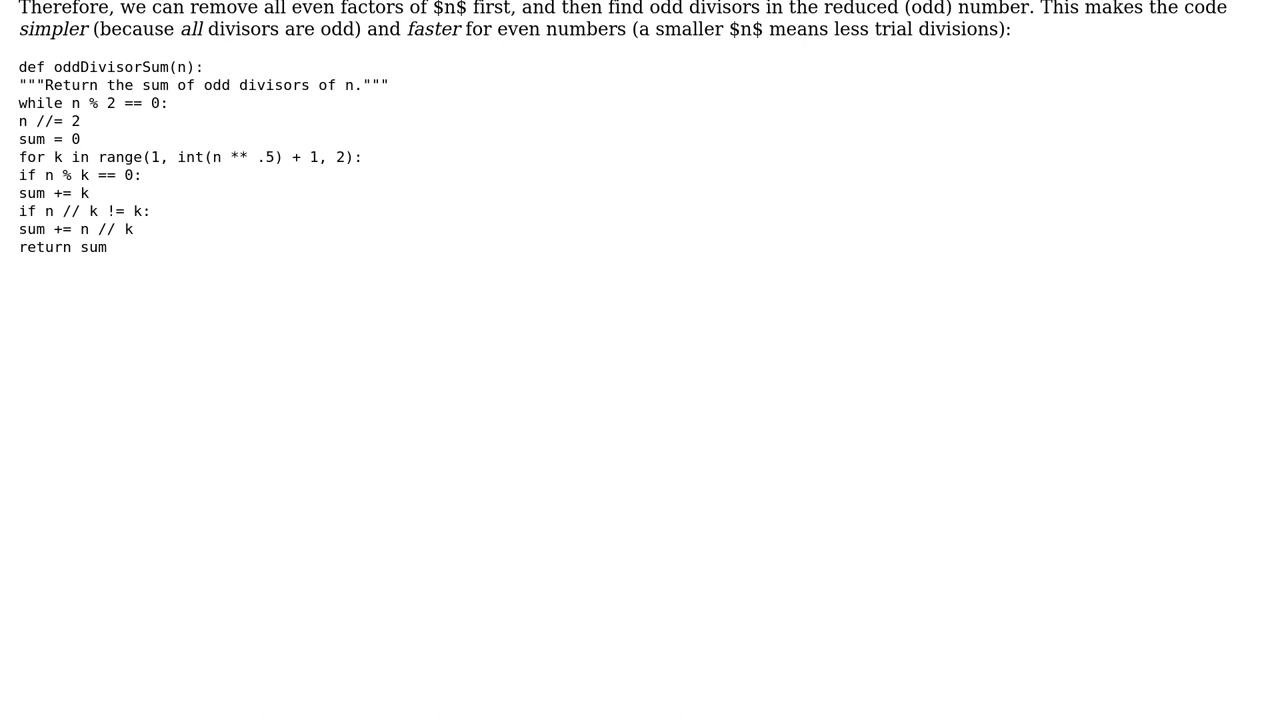 Therefore, we can remove all even factors of $n$ first, and then find odd divisors in the reduced (odd) number. This makes the code
simpler (because all divisors are odd) and faster for even numbers (a smaller $n$ means less trial divisions):
def oddDivisorSum(n):
"""Return the sum of odd divisors of n."""
while n % 2 == 0:
n //= 2
sum = 0
for k in range(1, int(n ** .5) + 1, 2):
if n % k == 0:
sum += k
if n // k != k:
sum += n // k
return sum